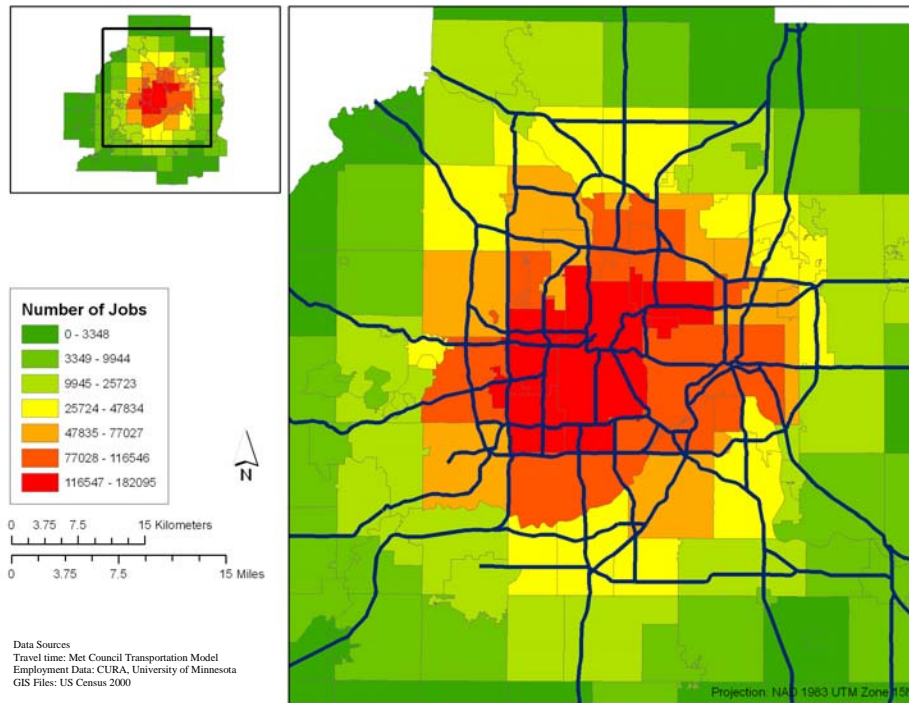 Number of Jobs
0 - 3348
3349 - 9944
9945 - 25723
25724 - 47834
47835 - 77027
77028 - 116546
116547 - 182095
N
0 3.75 7.5 15 Kilometers
0 3.75 7.5 15 Miles
Data Sources
Travel time: Met Council Transportation Model
Employment Data: CURA, University of Minnesota
GIS Files: US Census 2000
Projection: NAD 1983 UTM Zone 15N